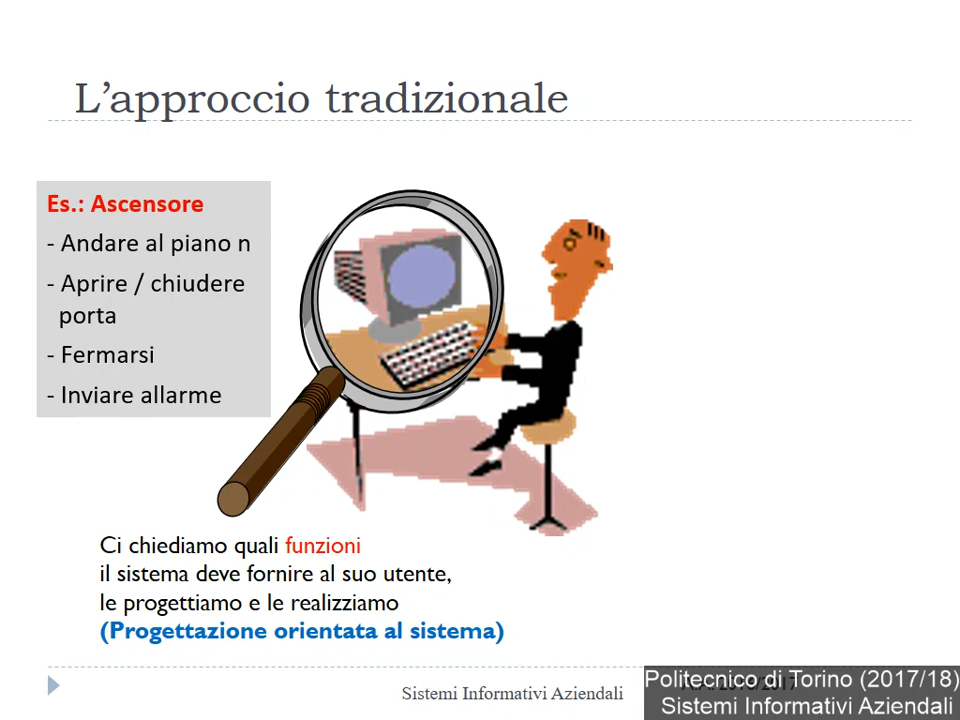 L'approccio tradizionale
Es.: Ascensore
- Andare al piano n
- Aprire / chiudere
porta
- Fermarsi
- Inviare allarme
Ci chiediamo quali funzioni
il sistema deve fornire al suo utente,
le progettiamo e le realizziamo
(Progettazione orientata al sistema)
Sistemi Informativi Aziendali
Politecnico di Torino (2017/18)
Sistemi Informativi Aziendali